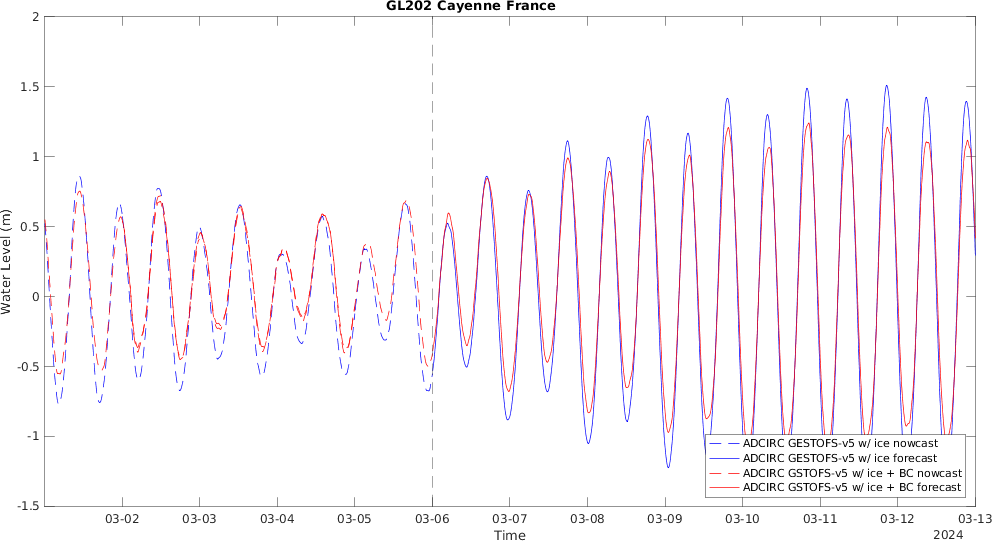 GL202 Cayenne France
2
1.5
1
0.5
0
-0.5
-1
-1.5
Water Level (m)
ADCIRC GESTOFS-v5 w/ ice nowcast
ADCIRC GESTOFS-v5 w/ ice forecast
ADCIRC GSTOFS-v5 w/ ice + BC nowcast
ADCIRC GSTOFS-v5 w/ ice + BC forecast
03-02 03-03 03-04 03-05 03-06 03-07 03-08 03-09 03-10 03-11 03-12 03-13
Time
2024